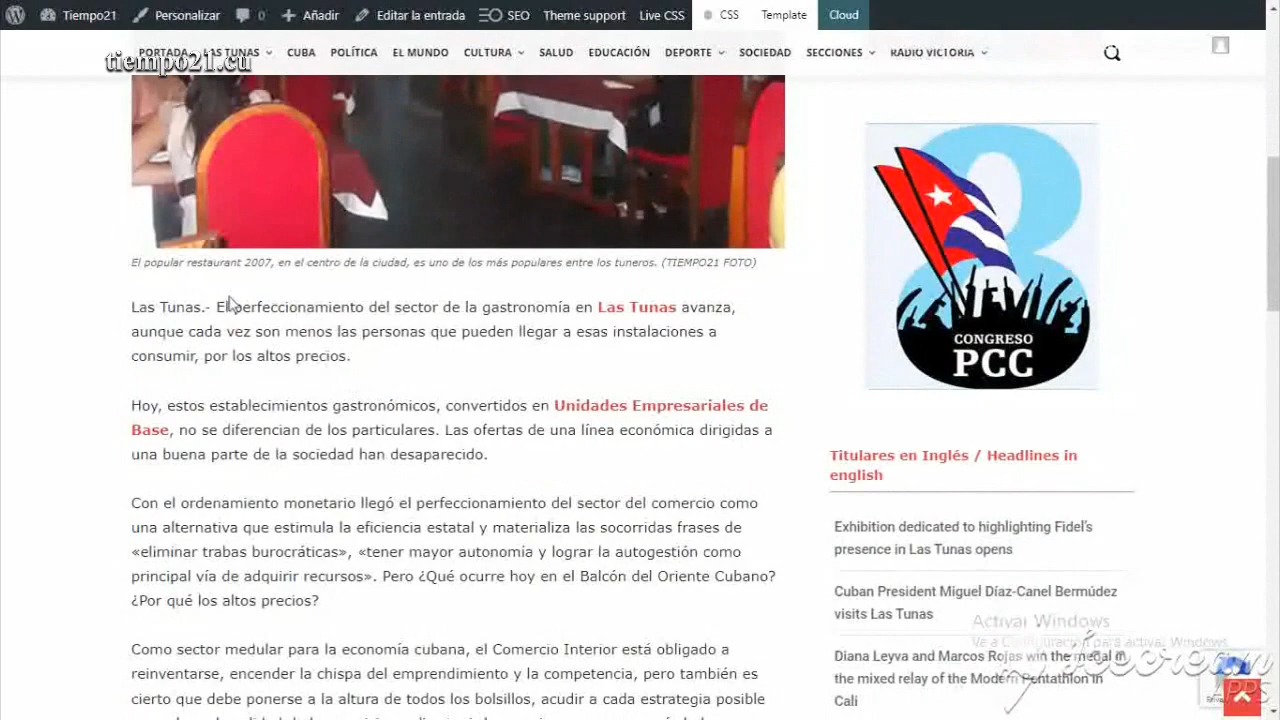 Tiempo21 Personalizar 0 Añadir Editar la entrada SEO Theme support Live CSS CSS Template Cloud
tiempo21.cu
PORTADA LAS TUNAS CUBA POLÍTICA EL MUNDO CULTURA SALUD EDUCACIÓN DEPORTE SOCIEDAD SECCIONES RADIO VICTORIA
El popular restaurant 2007, en el centro de la ciudad, es uno de los más populares entre los tuneros. (TIEMPO21 FOTO)
Las Tunas.- El perfeccionamiento del sector de la gastronomía en Las Tunas avanza,
aunque cada vez son menos las personas que pueden llegar a esas instalaciones a
consumir, por los altos precios.
Hoy, estos establecimientos gastronómicos, convertidos en Unidades Empresariales de
Base, no se diferencian de los particulares. Las ofertas de una línea económica dirigidas a
una buena parte de la sociedad han desaparecido.
Con el ordenamiento monetario llegó el perfeccionamiento del sector del comercio como
una alternativa que estimula la eficiencia estatal y materializa las socorridas frases de
«eliminar trabas burocráticas», «tener mayor autonomía y lograr la autogestión como
principal vía de adquirir recursos». Pero ¿Qué ocurre hoy en el Balcón del Oriente Cubano?
¿Por qué los altos precios?
Como sector medular para la economía cubana, el Comercio Interior está obligado a
reinventarse, encender la chispa del emprendimiento y la competencia, pero también es
cierto que debe ponerse a la altura de todos los bolsillos, acudir a cada estrategia posible
8
CONGRESO
PCC
Titulares en Inglés / Headlines in
english
Exhibition dedicated to highlighting Fidel's
presence in Las Tunas opens
Cuban President Miguel Díaz-Canel Bermúdez
visits Las Tunas
Diana Leyva and Marcos Rojas win the medal in
the mixed relay of the Modern Pentathlon in
Cali
Activar Windows
Ve a Configuración para activar Windows.
APPS